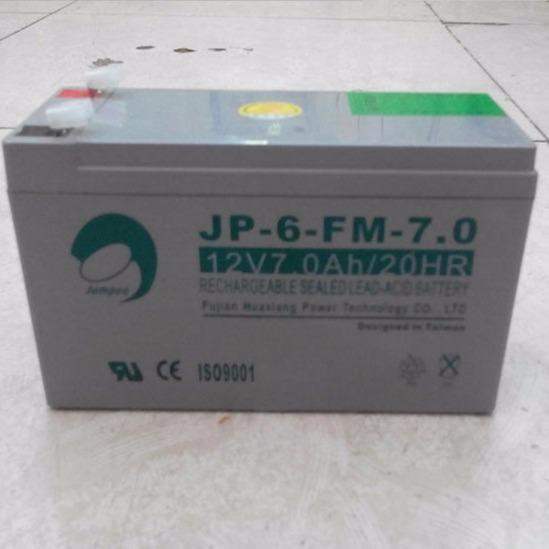 JP-6-FM-7.0
12V7.0Ah/20HR
RECHARGEABLE SEALED LEAD-ACID BATTERY
Fujian Huaxiang Power Technology CO., LTD
Designed in Taiwan
CE ISO9001